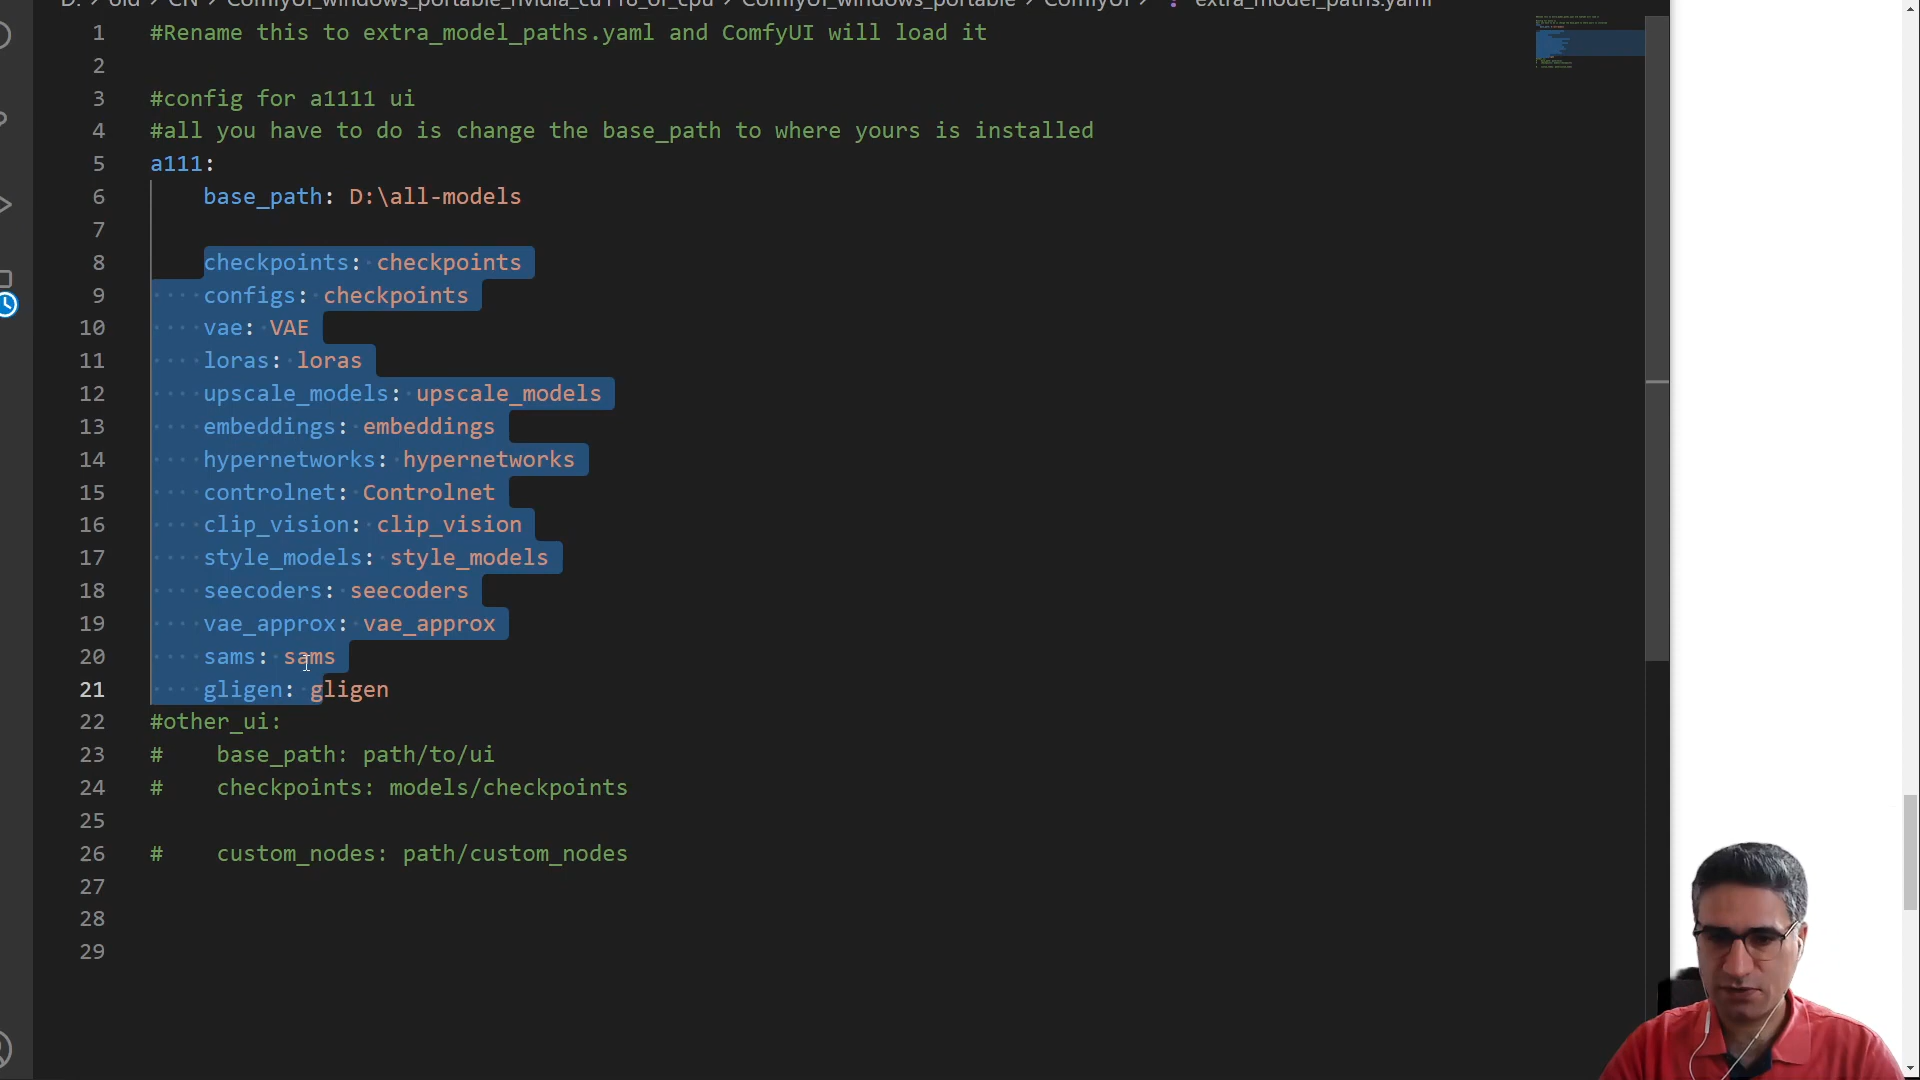 D: > old > CN > ComfyUI_windows_portable_nvidia_cu118_or_cpu > ComfyUI_windows_portable > ComfyUI > extra_model_paths.yaml
1 #Rename this to extra_model_paths.yaml and ComfyUI will load it
2
3 #config for a1111 ui
4 #all you have to do is change the base_path to where yours is installed
5 a111:
6 base_path: D:\all-models
7
8 checkpoints: checkpoints
9 configs: checkpoints
10 vae: VAE
11 loras: loras
12 upscale_models: upscale_models
13 embeddings: embeddings
14 hypernetworks: hypernetworks
15 controlnet: Controlnet
16 clip_vision: clip_vision
17 style_models: style_models
18 seecoders: seecoders
19 vae_approx: vae_approx
20 sams: sams
21 gligen: gligen
22 #other_ui:
23 # base_path: path/to/ui
24 # checkpoints: models/checkpoints
25
26 # custom_nodes: path/custom_nodes
27
28
29